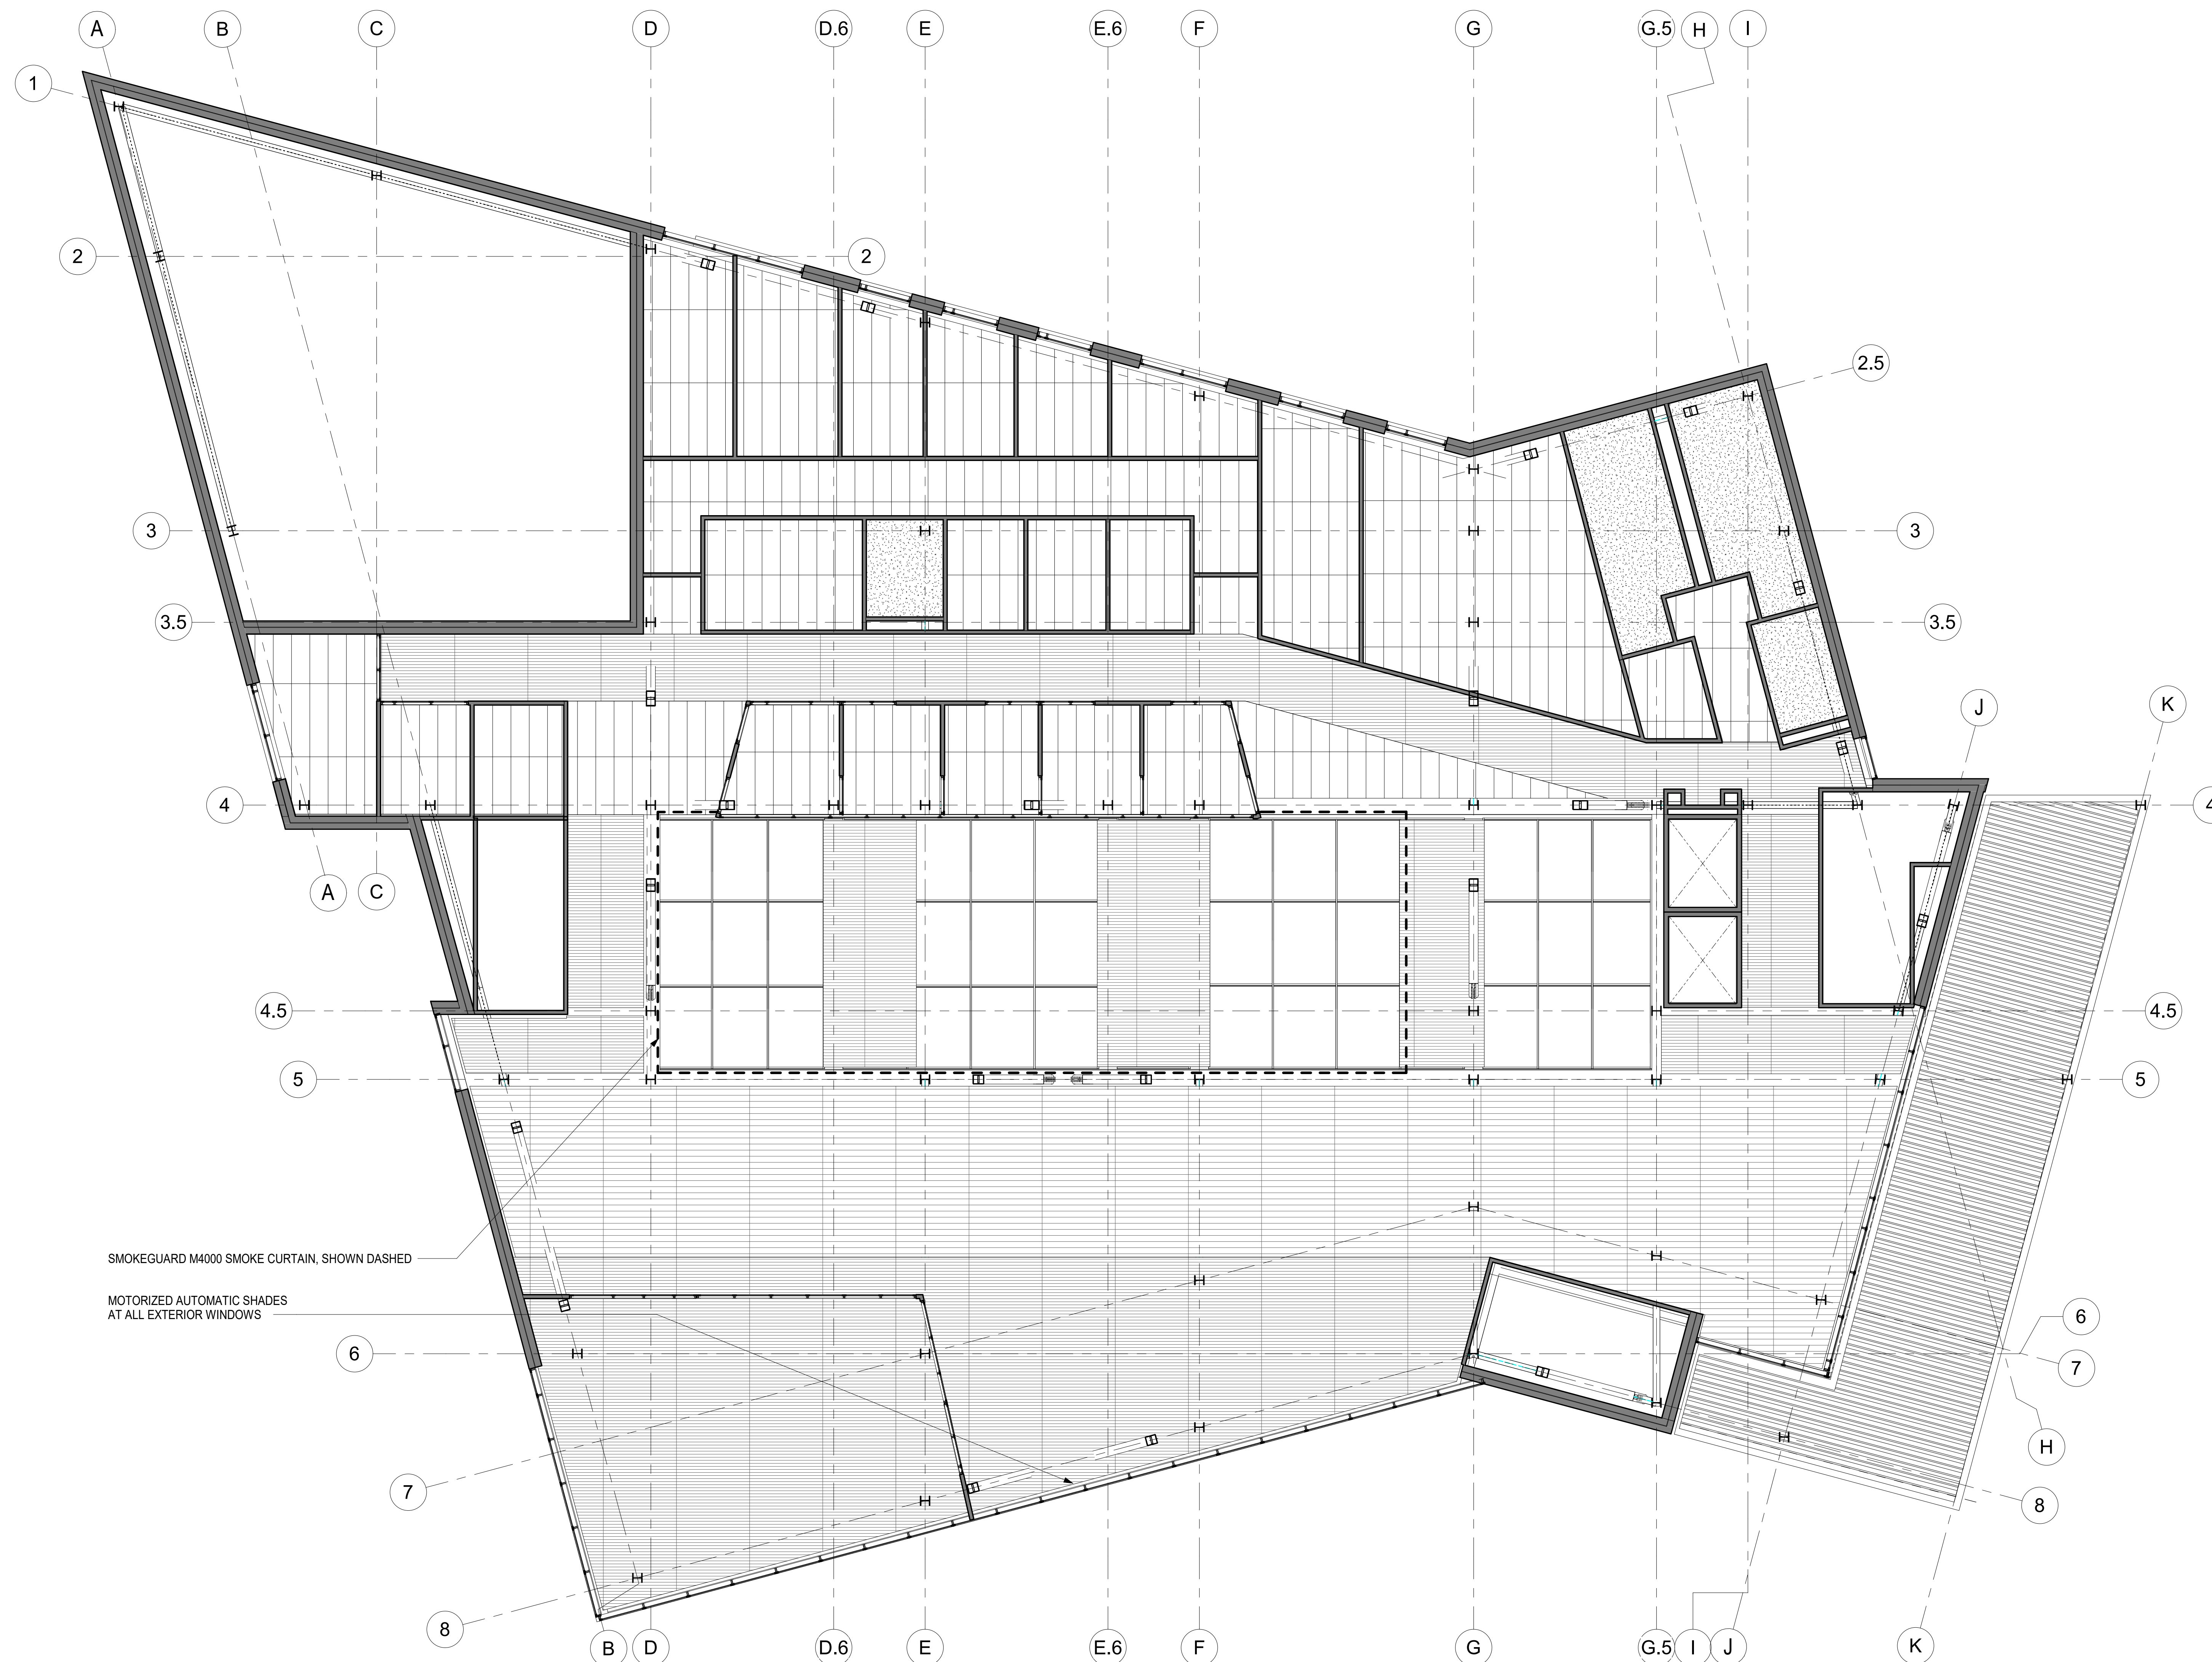 A
B
C
D
D.6
E
E.6
F
G
G.5
H
I
1
2
2
2.5
3
3
3.5
3.5
J
K
4
4
A
C
4.5
4.5
5
5
SMOKEGUARD M4000 SMOKE CURTAIN, SHOWN DASHED
MOTORIZED AUTOMATIC SHADES
AT ALL EXTERIOR WINDOWS
6
6
7
H
7
8
8
B
D
D.6
E
E.6
F
G
G.5
I
J
K